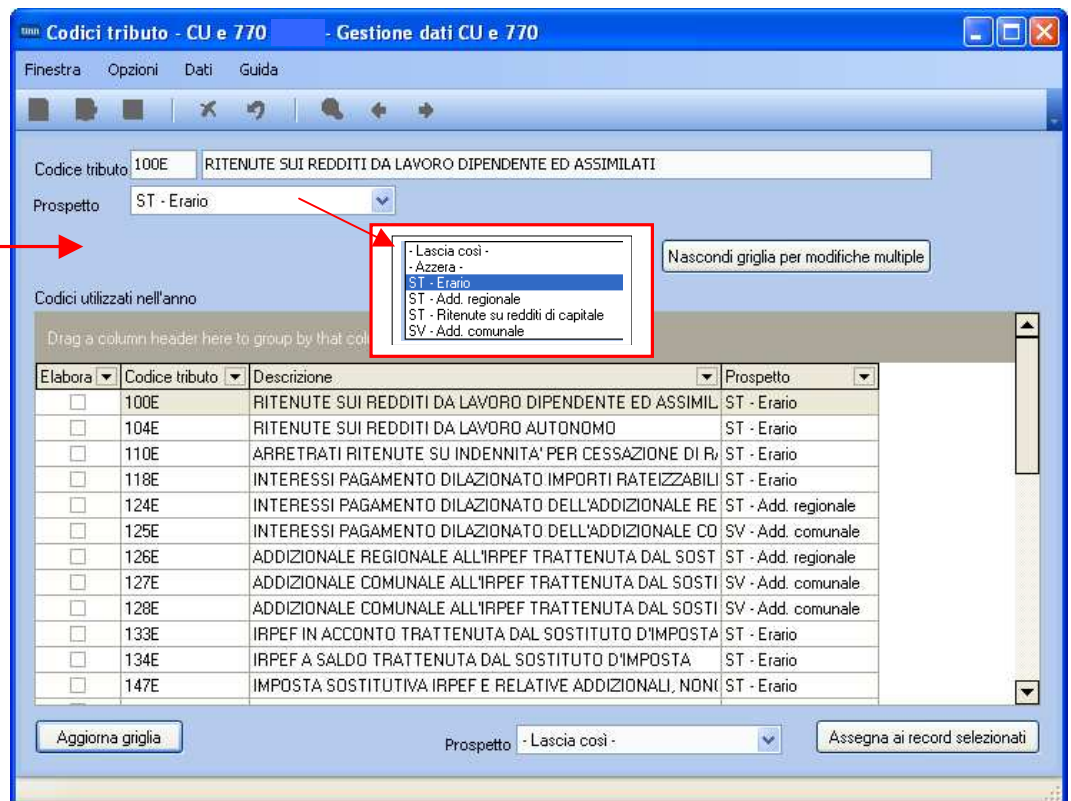 tinn Codici tributo - CU e 770 - Gestione dati CU e 770
Finestra Opzioni Dati Guida
Codice tributo 100E RITENUTE SUI REDDITI DA LAVORO DIPENDENTE ED ASSIMILATI
Prospetto ST - Erario
- Lascia così -
- Azzera -
ST - Erario
ST - Add. regionale
ST - Ritenute su redditi di capitale
SV - Add. comunale
Nascondi griglia per modifiche multiple
Codici utilizzati nell'anno
Drag a column header here to group by that col
Elabora Codice tributo Descrizione Prospetto
100E RITENUTE SUI REDDITI DA LAVORO DIPENDENTE ED ASSIMIL ST - Erario
104E RITENUTE SUI REDDITI DA LAVORO AUTONOMO ST - Erario
110E ARRETRATI RITENUTE SU INDENNITA' PER CESSAZIONE DI R ST - Erario
118E INTERESSI PAGAMENTO DILAZIONATO IMPORTI RATEIZZABILI ST - Erario
124E INTERESSI PAGAMENTO DILAZIONATO DELL'ADDIZIONALE RE ST - Add. regionale
125E INTERESSI PAGAMENTO DILAZIONATO DELL'ADDIZIONALE CO SV - Add. comunale
126E ADDIZIONALE REGIONALE ALL'IRPEF TRATTENUTA DAL SOST ST - Add. regionale
127E ADDIZIONALE COMUNALE ALL'IRPEF TRATTENUTA DAL SOSTI SV - Add. comunale
128E ADDIZIONALE COMUNALE ALL'IRPEF TRATTENUTA DAL SOSTI SV - Add. comunale
133E IRPEF IN ACCONTO TRATTENUTA DAL SOSTITUTO D'IMPOSTA ST - Erario
134E IRPEF A SALDO TRATTENUTA DAL SOSTITUTO D'IMPOSTA ST - Erario
147E IMPOSTA SOSTITUTIVA IRPEF E RELATIVE ADDIZIONALI, NON( ST - Erario
Aggiorna griglia Prospetto - Lascia così - Assegna ai record selezionati